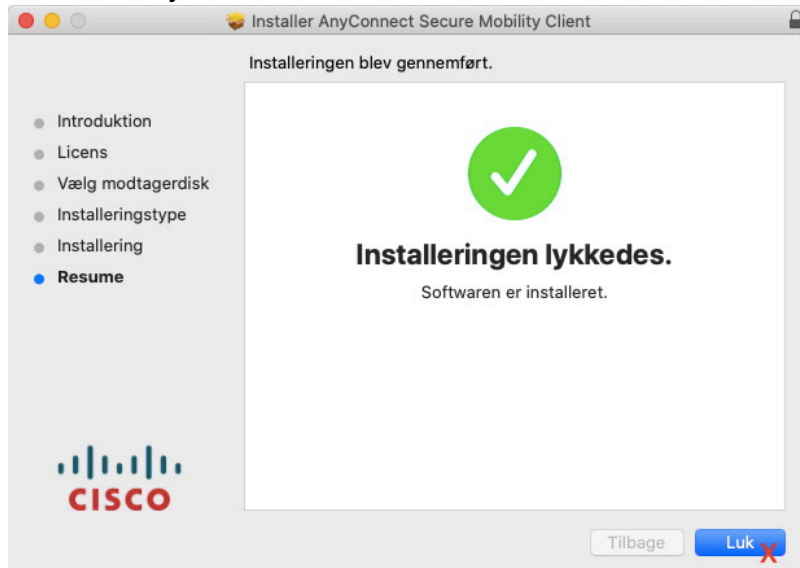 Installer AnyConnect Secure Mobility Client
Installeringen blev gennemført.
Introduktion
Licens
Vælg modtagerdisk
Installeringstype
Installering
Resume
Installeringen lykkedes.
Softwaren er installeret.
CISCO
Tilbage
Luk
X